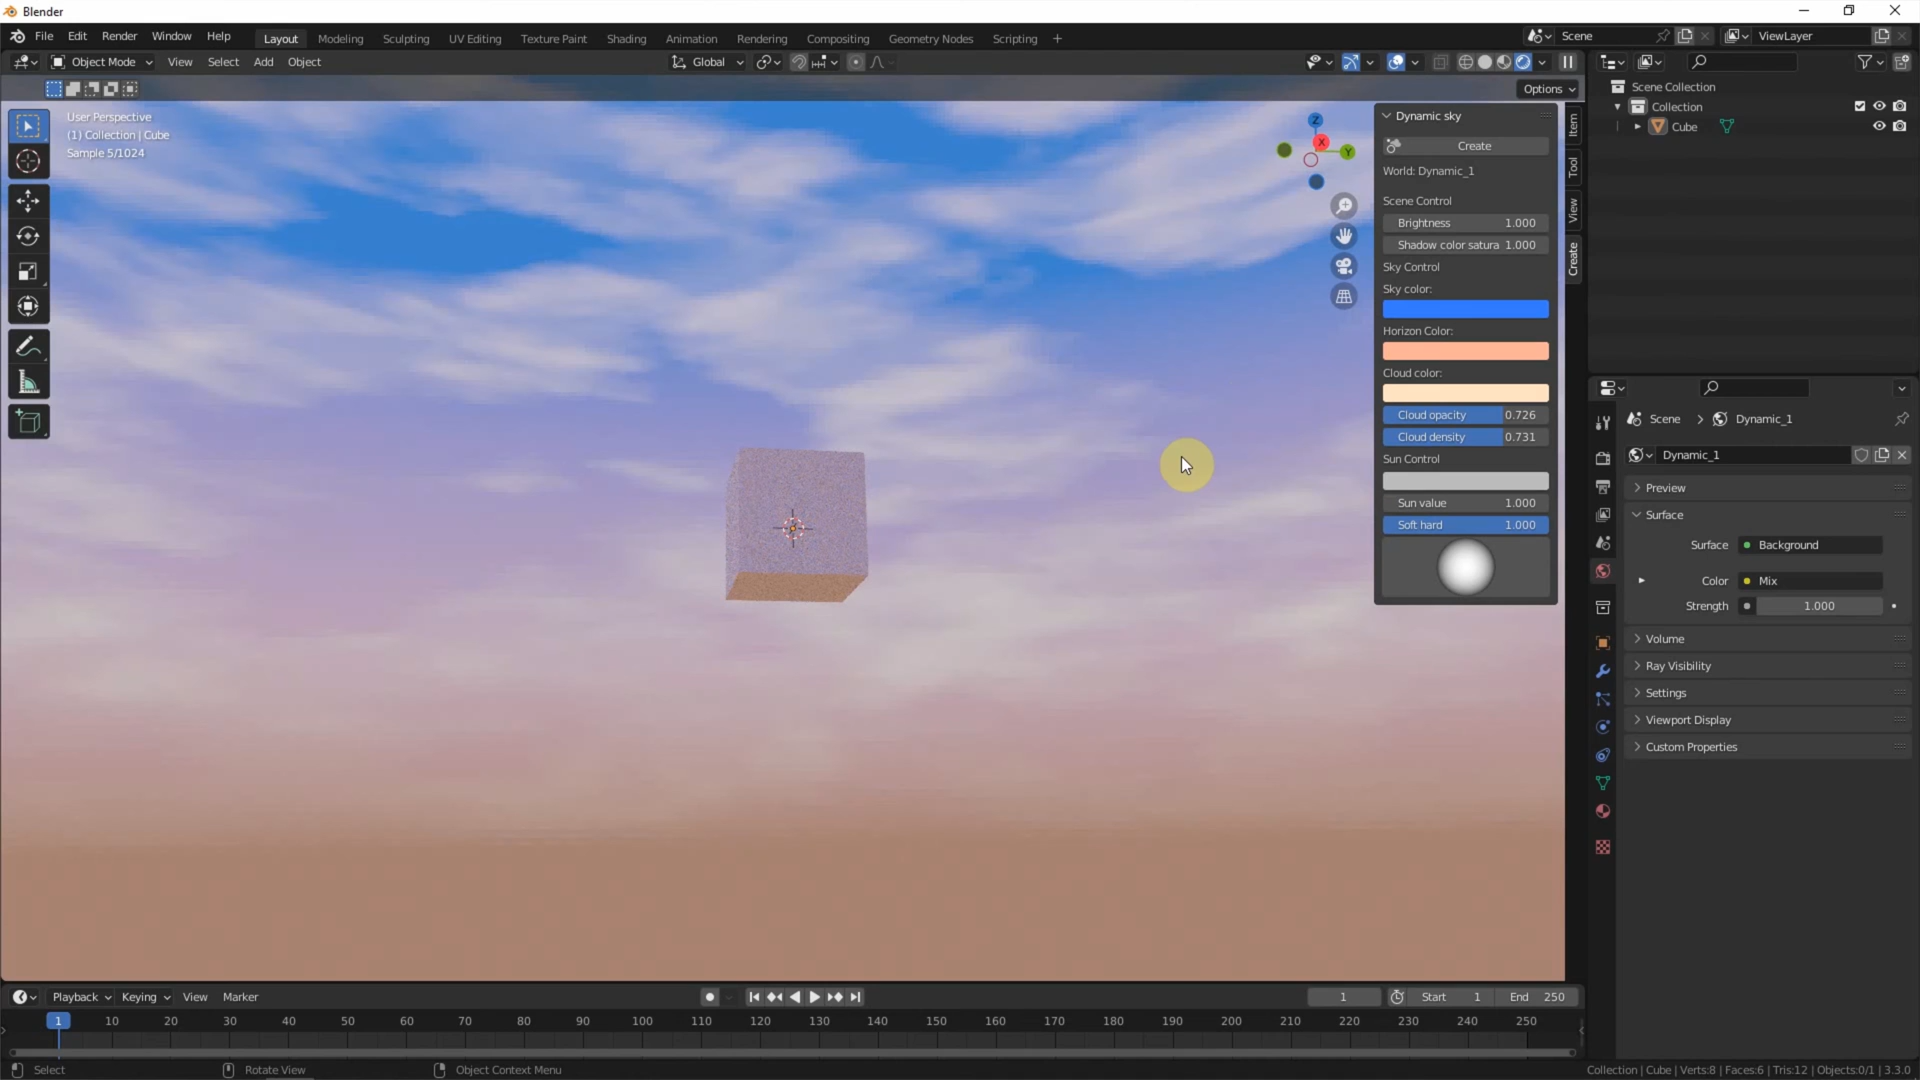 Blender
File Edit Render Window Help
Layout Modeling Sculpting UV Editing Texture Paint Shading Animation Rendering Compositing Geometry Nodes Scripting +
Scene
ViewLayer
Object Mode View Select Add Object
Global
Options
User Perspective
(1) Collection | Cube
Sample 5/1024
Z
X
Y
Dynamic sky
Create
World: Dynamic_1
Scene Control
Brightness 1.000
Shadow color satura 1.000
Sky Control
Sky color:
Horizon Color:
Cloud color:
Cloud opacity 0.726
Cloud density 0.731
Sun Control
Sun value 1.000
Soft hard 1.000
Item
Tool
View
Create
Scene Collection
Collection
Cube
Scene > Dynamic_1
Dynamic_1
Preview
Surface
Surface Background
Color Mix
Strength 1.000
Volume
Ray Visibility
Settings
Viewport Display
Custom Properties
Playback Keying View Marker
1 Start 1 End 250
1 10 20 30 40 50 60 70 80 90 100 110 120 130 140 150 160 170 180 190 200 210 220 230 240 250
Select Rotate View Object Context Menu
Collection | Cube | Verts:8 | Faces:6 | Tris:12 | Objects:0/1 | 3.3.0